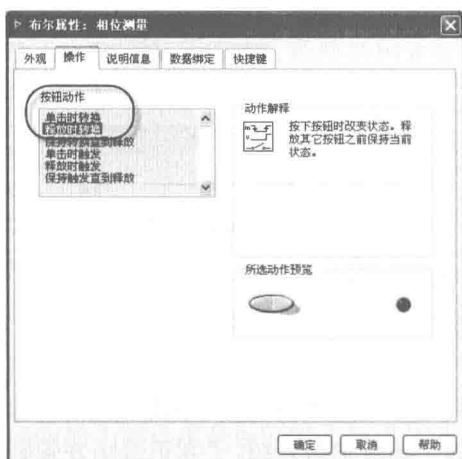 布尔属性：相位测量
外观 操作 说明信息 数据绑定 快捷键
按钮动作
单击时转换
释放时转换
保持转换直到释放
单击时触发
释放时触发
保持触发直到释放
动作解释
按下按钮时改变状态。释
放其它按钮之前保持当前
状态。
所选动作预览
确定 取消 帮助